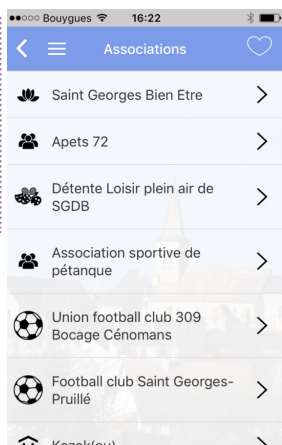 Bouygues 16:22
Associations
Saint Georges Bien Etre
Apets 72
Détente Loisir plein air de
SGDB
Association sportive de
pétanque
Union football club 309
Bocage Cénomans
Football club Saint Georges-
Pruillé